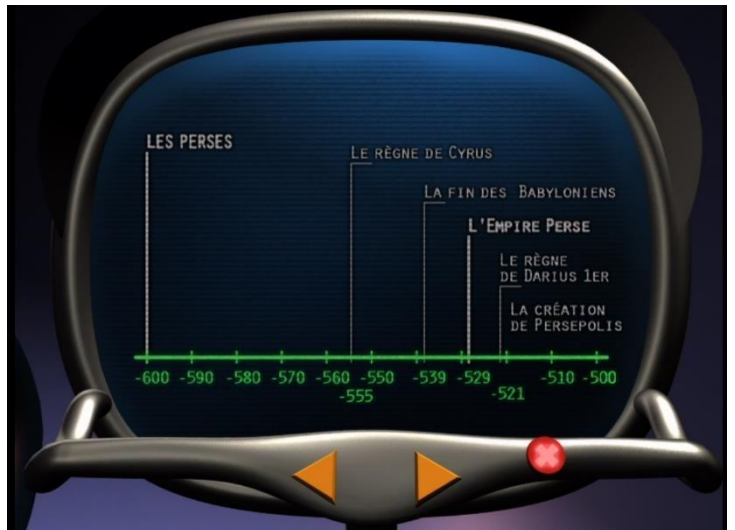 LES PERSES
LE RÈGNE DE CYRUS
LA FIN DES BABYLONIENS
L'EMPIRE PERSE
LE RÈGNE
DE DARIUS 1ER
LA CRÉATION
DE PERSEPOLIS
-600 -590 -580 -570 -560 -550 -539 -529 -510 -500
-555 -521